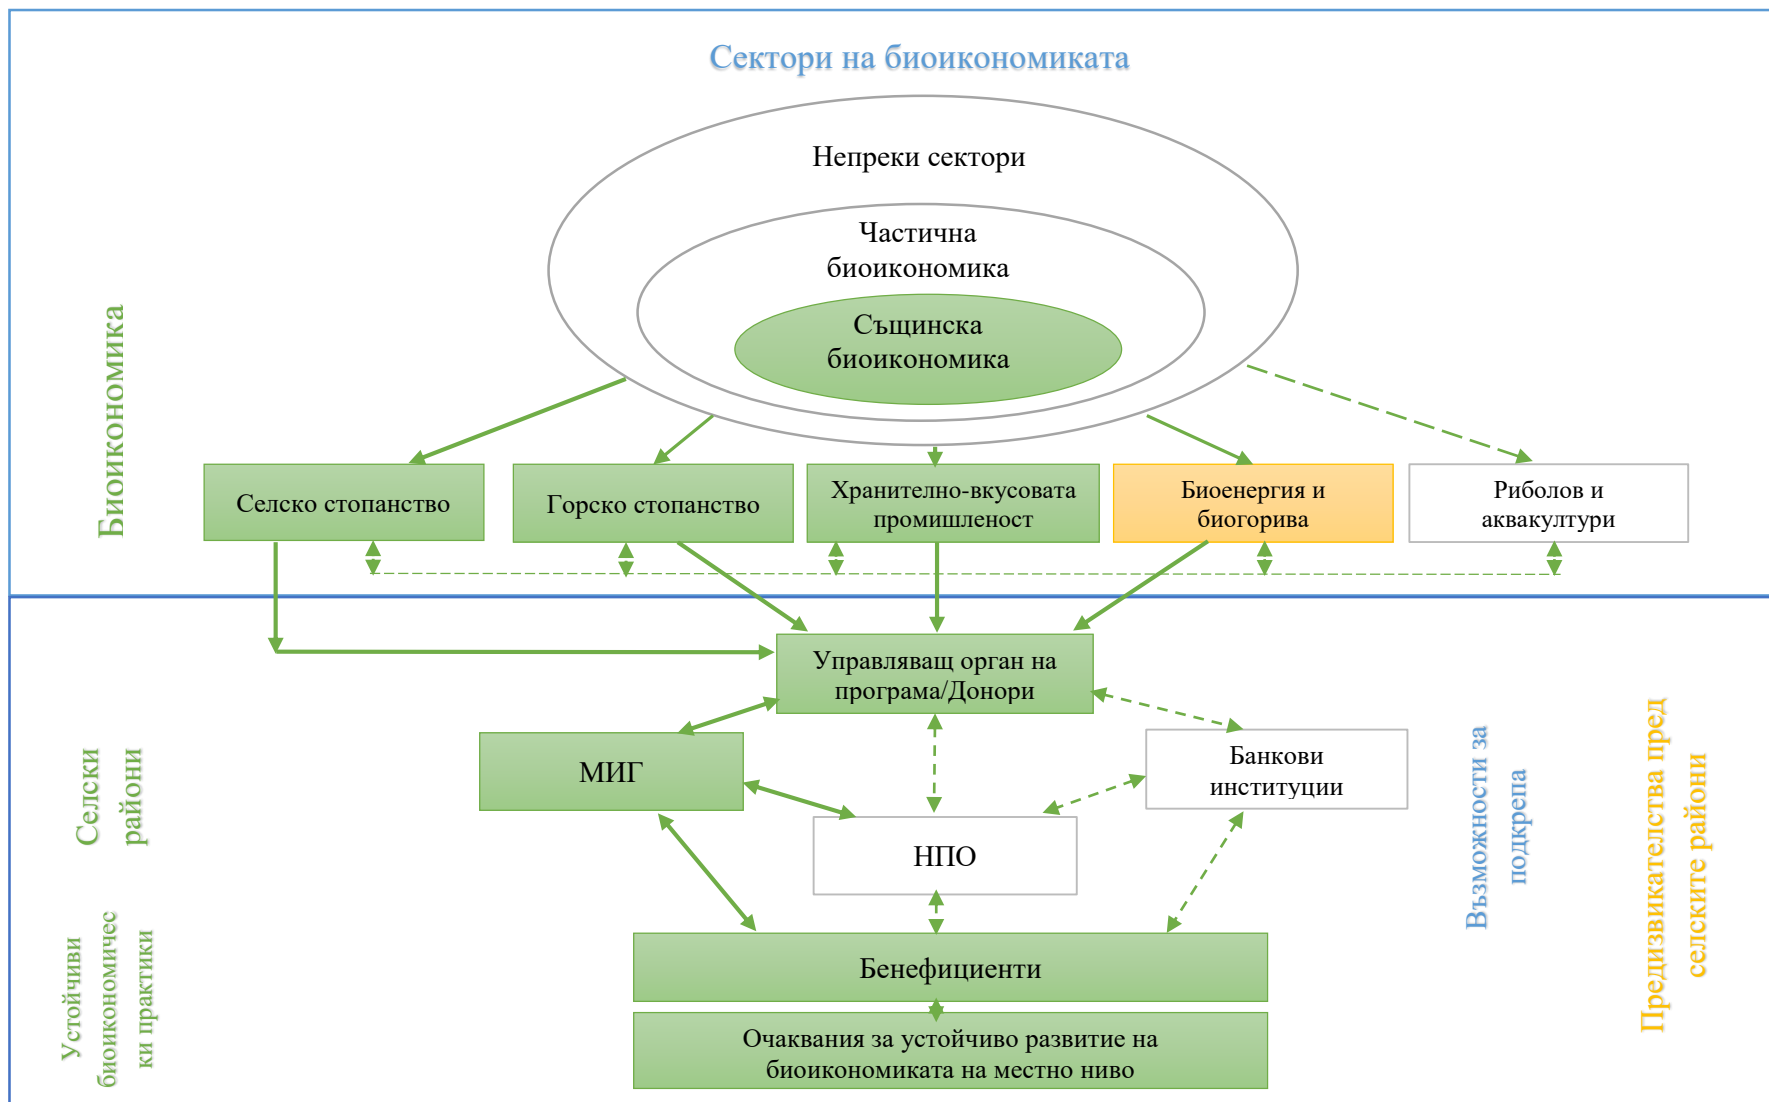 Сектори на биоикономиката
Непреки сектори
Частична
биоикономика
Същинска
биоикономика
Биоикономика
Селско стопанство
Горско стопанство
Хранително-вкусовата
промишленост
Биоенергия и
биогорива
Риболов и
аквакултури
Управляващ орган на
програма/Донори
МИГ
Банкови
институции
НПО
Бенефициенти
Очаквания за устойчиво развитие на
биоикономиката на местно ниво
Селски
райони
Устойчиви
биоикономичес
ки практики
Възможности за
подкрепа
Предизвикателства пред
селските райони